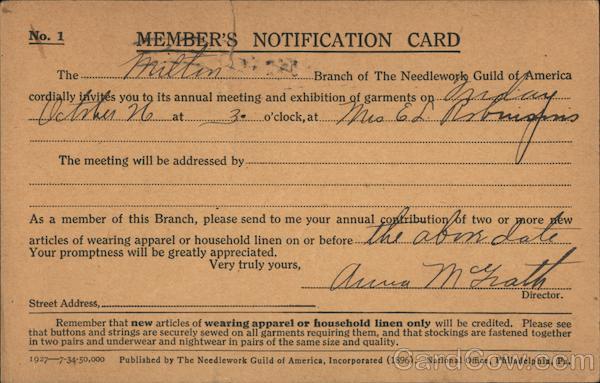 No. 1
MEMBER'S NOTIFICATION CARD
The Milton Branch of The Needlework Guild of America
cordially invites you to its annual meeting and exhibition of garments on Friday
October 26 at 3 o'clock, at Mrs E L
The meeting will be addressed by
As a member of this Branch, please send to me your annual contribution of two or more new
articles of wearing apparel or household linen on or before the above date
Your promptness will be greatly appreciated.
Very truly yours,
Anna McGrath
Director.
Street Address,
Remember that new articles of wearing apparel or household linen only will be credited. Please see
that buttons and strings are securely sewed on all garments requiring them, and that stockings are fastened together
in two pairs and underwear and nightwear in pairs of the same size and quality.
1927—7-34-50,000 Published by The Needlework Guild of America, Incorporated (1896), National Office, Philadelphia, Pa.
CardCow.com